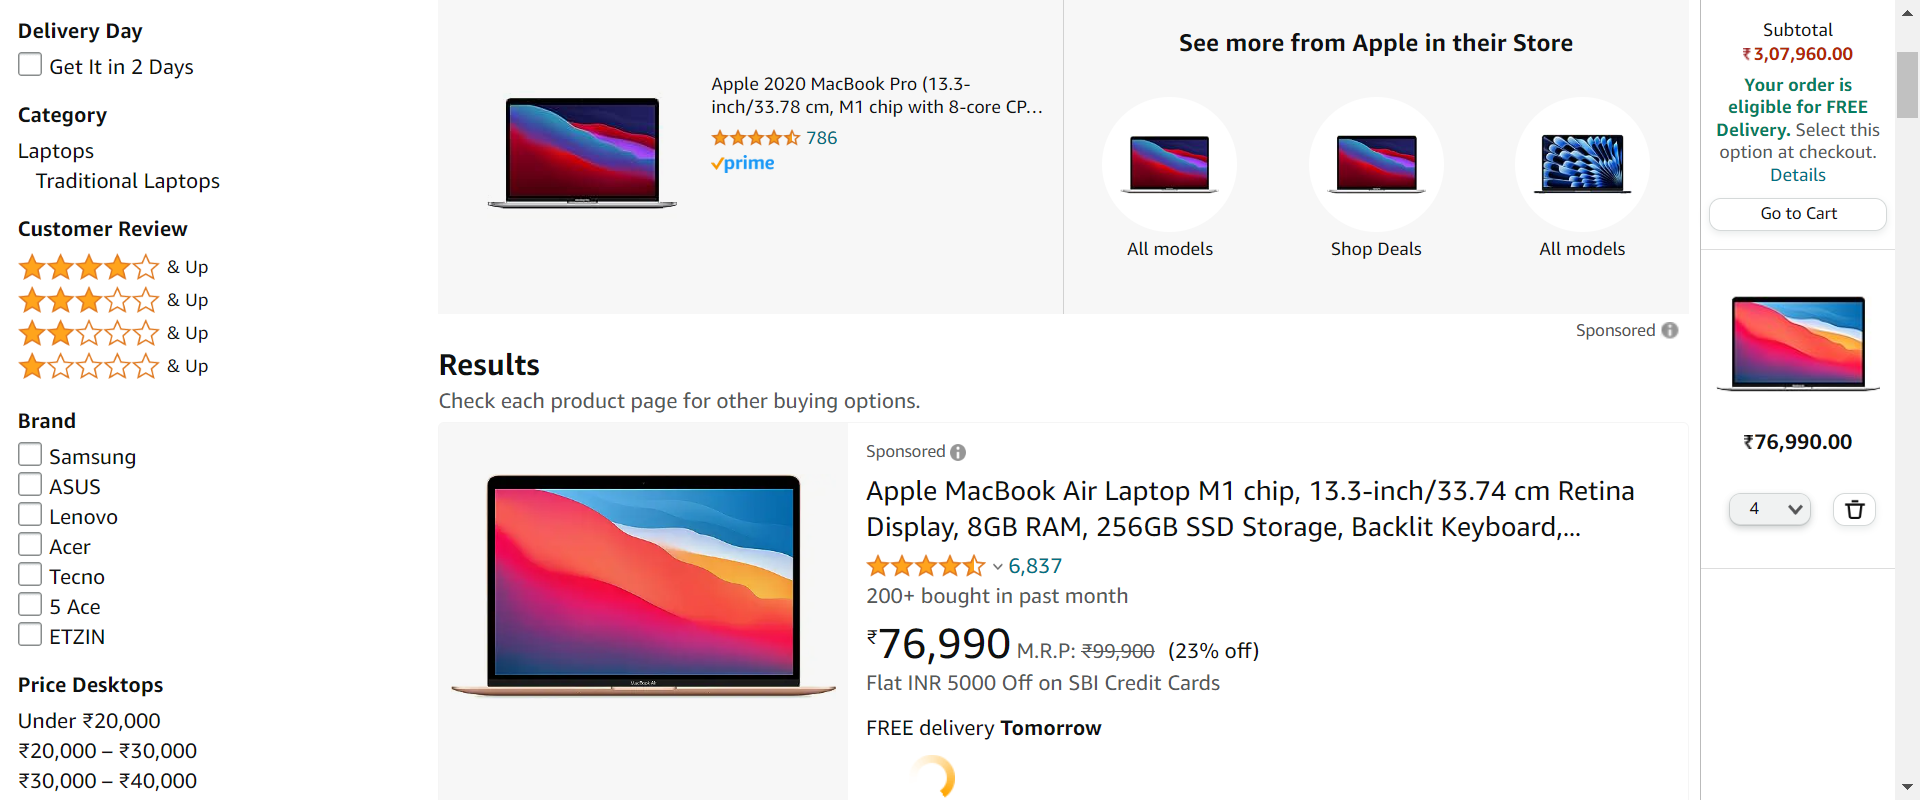 Delivery Day
Get It in 2 Days
Category
Laptops
Traditional Laptops
Customer Review
& Up
& Up
& Up
& Up
Brand
Samsung
ASUS
Lenovo
Acer
Tecno
5 Ace
ETZIN
Price Desktops
Under ₹20,000
₹20,000 – ₹30,000
₹30,000 – ₹40,000
Apple 2020 MacBook Pro (13.3-
inch/33.78 cm, M1 chip with 8-core CP...
786
prime
See more from Apple in their Store
All models
Shop Deals
All models
Sponsored
Results
Check each product page for other buying options.
Sponsored
Apple MacBook Air Laptop M1 chip, 13.3-inch/33.74 cm Retina
Display, 8GB RAM, 256GB SSD Storage, Backlit Keyboard,...
6,837
200+ bought in past month
₹76,990 M.R.P: ₹99,900 (23% off)
Flat INR 5000 Off on SBI Credit Cards
FREE delivery Tomorrow
MacBook Air
Subtotal
₹3,07,960.00
Your order is
eligible for FREE
Delivery. Select this
option at checkout.
Details
Go to Cart
₹76,990.00
4